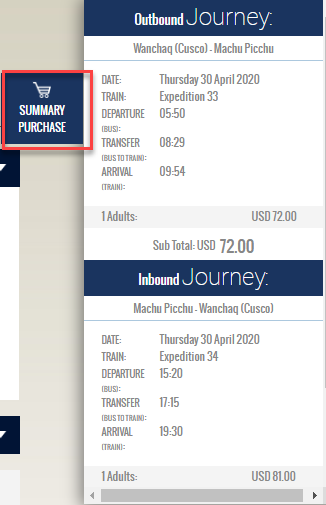 Outbound Journey:
Wanchaq (Cusco) - Machu Picchu
SUMMARY
PURCHASE
DATE: Thursday 30 April 2020
TRAIN: Expedition 33
DEPARTURE 05:50
(BUS):
TRANSFER 08:29
(BUS TO TRAIN):
ARRIVAL 09:54
(TRAIN):
1 Adults: USD 72.00
Sub Total: USD 72.00
Inbound Journey:
Machu Picchu - Wanchaq (Cusco)
DATE: Thursday 30 April 2020
TRAIN: Expedition 34
DEPARTURE 15:20
(BUS):
TRANSFER 17:15
(BUS TO TRAIN):
ARRIVAL 19:30
(TRAIN):
1 Adults: USD 81.00